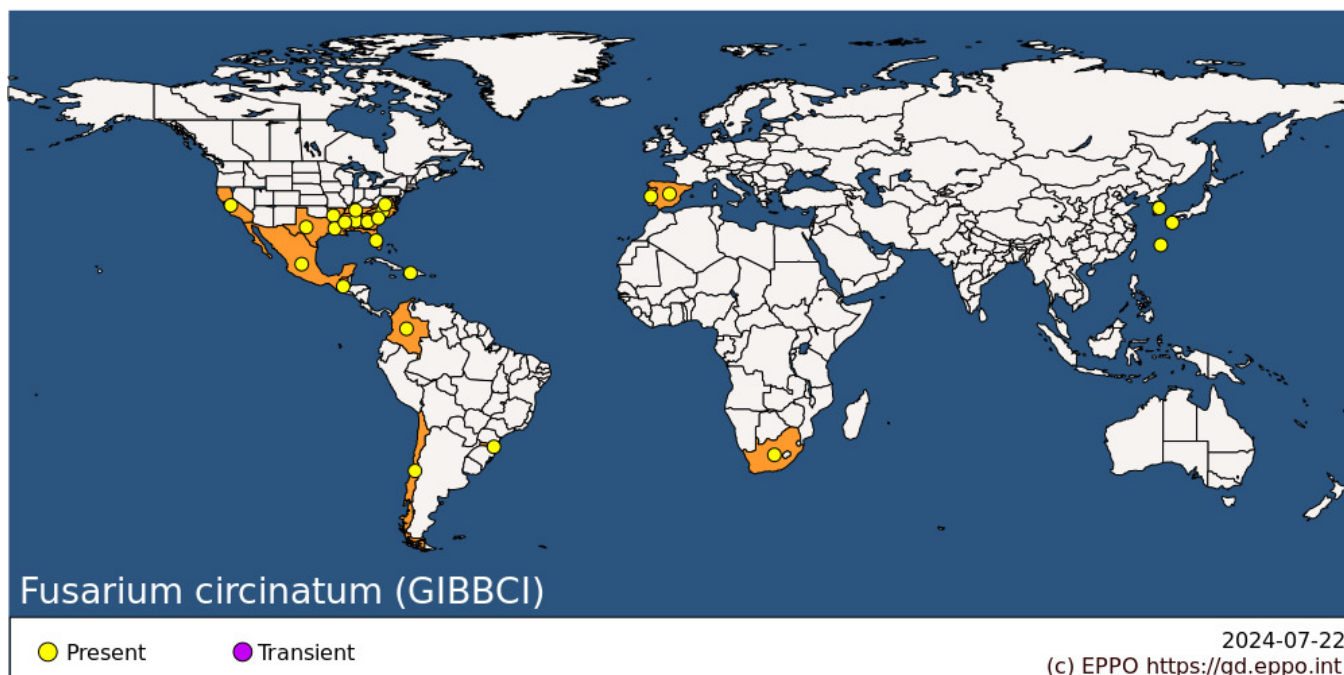 Fusarium circinatum (GIBBCI)
Present
Transient
2024-07-22
(c) EPPO https://gd.eppo.int